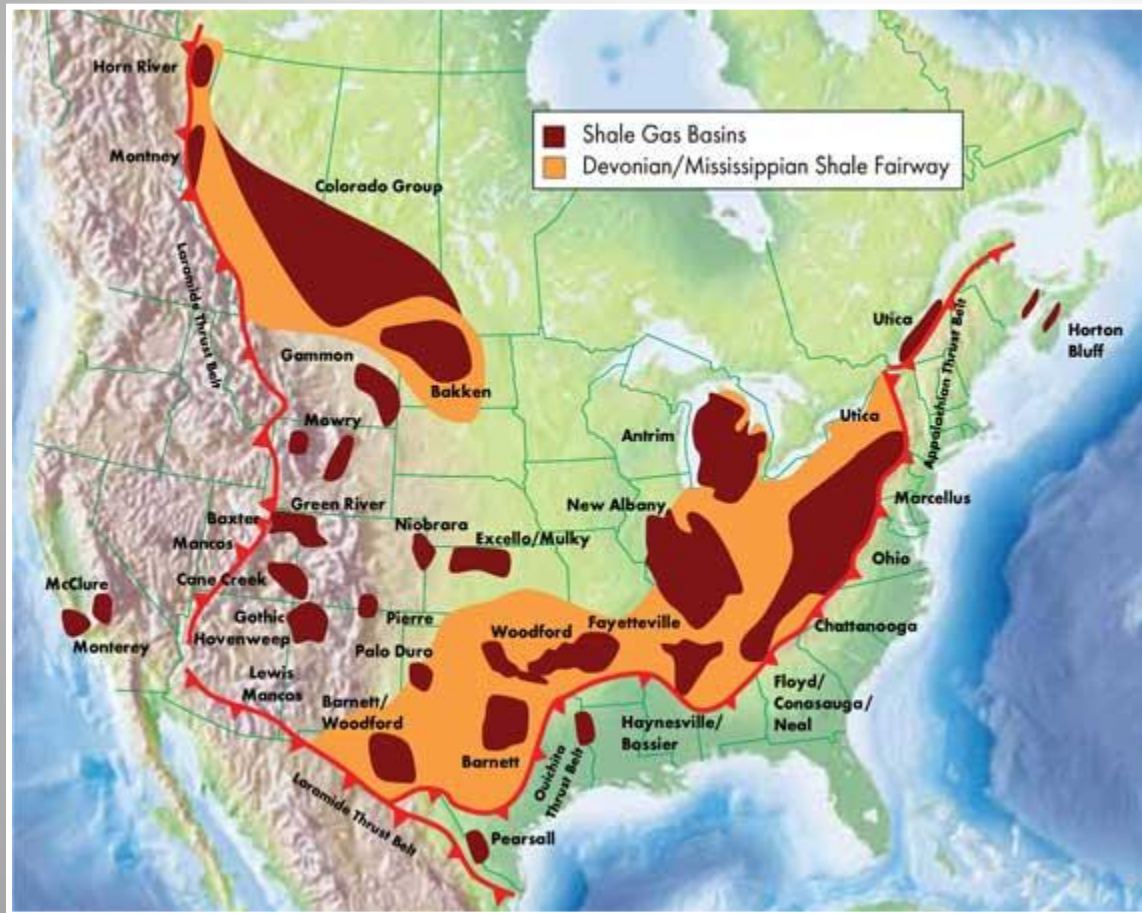 Shale Gas Basins
Devonian/Mississippian Shale Fairway
Horn River
Montney
Colorado Group
Laramide Thrust Belt
Gammon
Bakken
Mowry
Green River
Baxter
Mancos
Niobrara
Excello/Mulky
Cane Creek
McClure
Monterey
Gothic
Hovenweep
Pierre
Lewis
Mancos
Palo Duro
Barnett/
Woodford
Woodford
Fayetteville
Barnett
Ouichita
Thrust Belt
Haynesville/
Bossier
Laramide Thrust Belt
Pearsall
Antrim
New Albany
Utica
Utica
Appalachian Thrust Belt
Horton
Bluff
Marcellus
Ohio
Chattanooga
Floyd/
Conasauga/
Neal